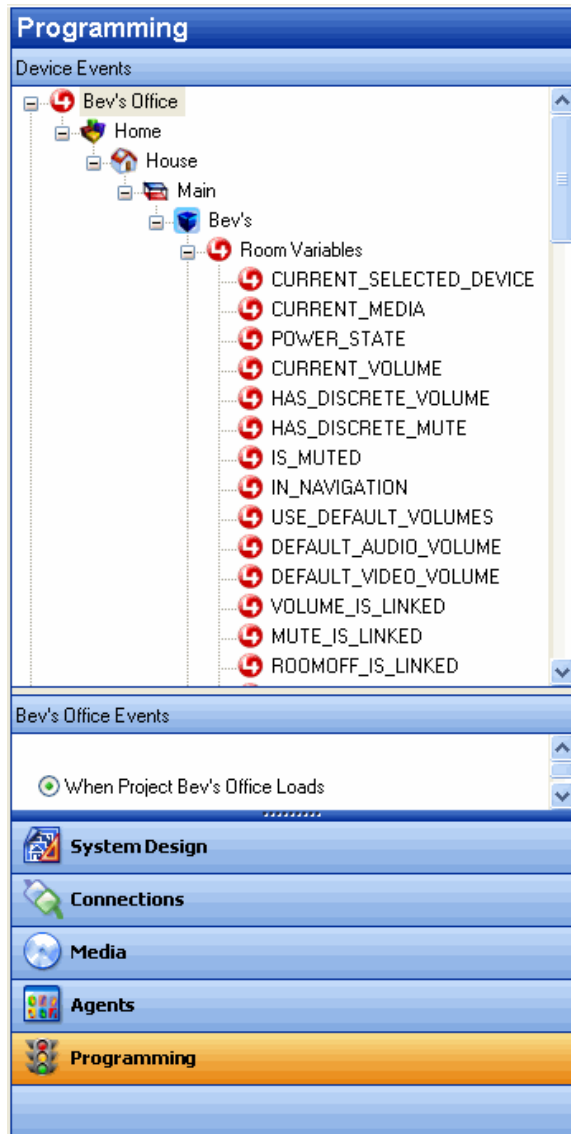 Programming
Device Events
Bev's Office
Home
House
Main
Bev's
Room Variables
CURRENT_SELECTED_DEVICE
CURRENT_MEDIA
POWER_STATE
CURRENT_VOLUME
HAS_DISCRETE_VOLUME
HAS_DISCRETE_MUTE
IS_MUTED
IN_NAVIGATION
USE_DEFAULT_VOLUMES
DEFAULT_AUDIO_VOLUME
DEFAULT_VIDEO_VOLUME
VOLUME_IS_LINKED
MUTE_IS_LINKED
ROOMOFF_IS_LINKED
Bev's Office Events
When Project Bev's Office Loads
System Design
Connections
Media
Agents
Programming